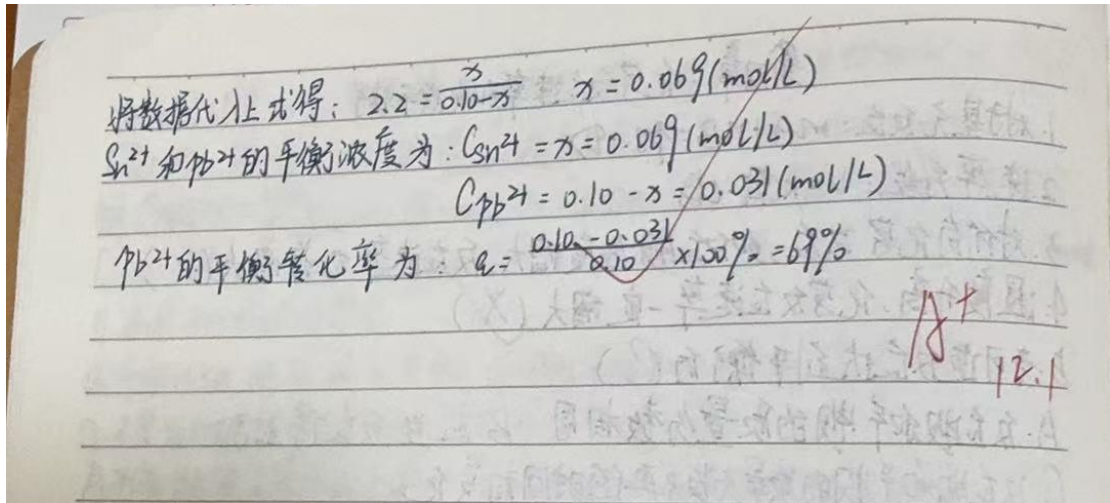 将数据代入上式得: 2.2 = x/(0.10-x) x = 0.069(mol/L)
Sn²⁺和Pb²⁺的平衡浓度为: CSn²⁺ = x = 0.069(mol/L)
CPb²⁺ = 0.10 - x = 0.031(mol/L)
Pb²⁺的平衡转化率为: α = (0.10-0.031)/0.10 ×100% = 69%
A⁺
12.1